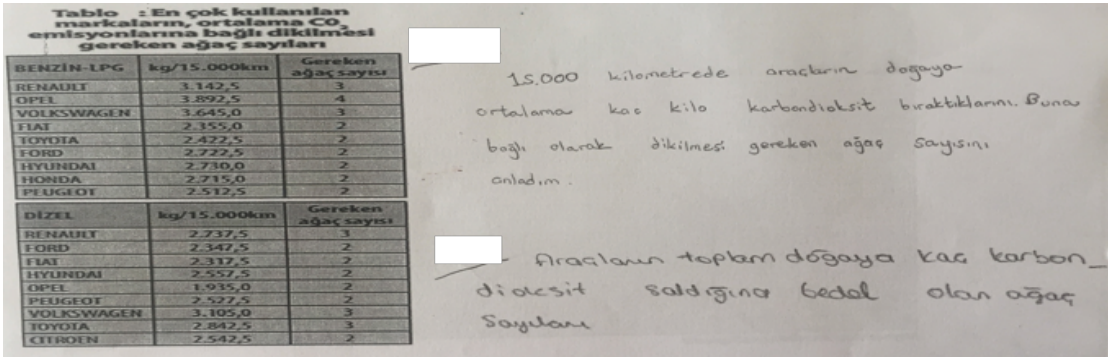 Tablo : En çok kullanılan
markaların, ortalama CO₂
emisyonlarına bağlı dikilmesi
gereken ağaç sayıları
BENZİN-LPG kg/15.000km Gereken ağaç sayısı
RENAULT 3.142,5 3
OPEL 3.892,5 4
VOLKSWAGEN 3.645,0 3
FIAT 2.355,0 2
TOYOTA 2.422,5 2
FORD 2.722,5 2
HYUNDAI 2.730,0 2
HONDA 2.715,0 2
PEUGEOT 2.512,5 2
DİZEL kg/15.000km Gereken ağaç sayısı
RENAULT 2.737,5 3
FORD 2.347,5 2
FIAT 2.317,5 2
HYUNDAI 2.557,5 2
OPEL 1.935,0 2
PEUGEOT 2.527,5 2
VOLKSWAGEN 3.105,0 3
TOYOTA 2.842,5 3
CITROEN 2.542,5 2
15.000 kilometrede araçların doğaya
ortalama kaç kilo karbondioksit bıraktıklarını. Buna
bağlı olarak dikilmesi gereken ağaç sayısını
anladım.
Araçların toplam doğaya kaç karbon_
dioksit saldığına bedel olan ağaç
sayıları